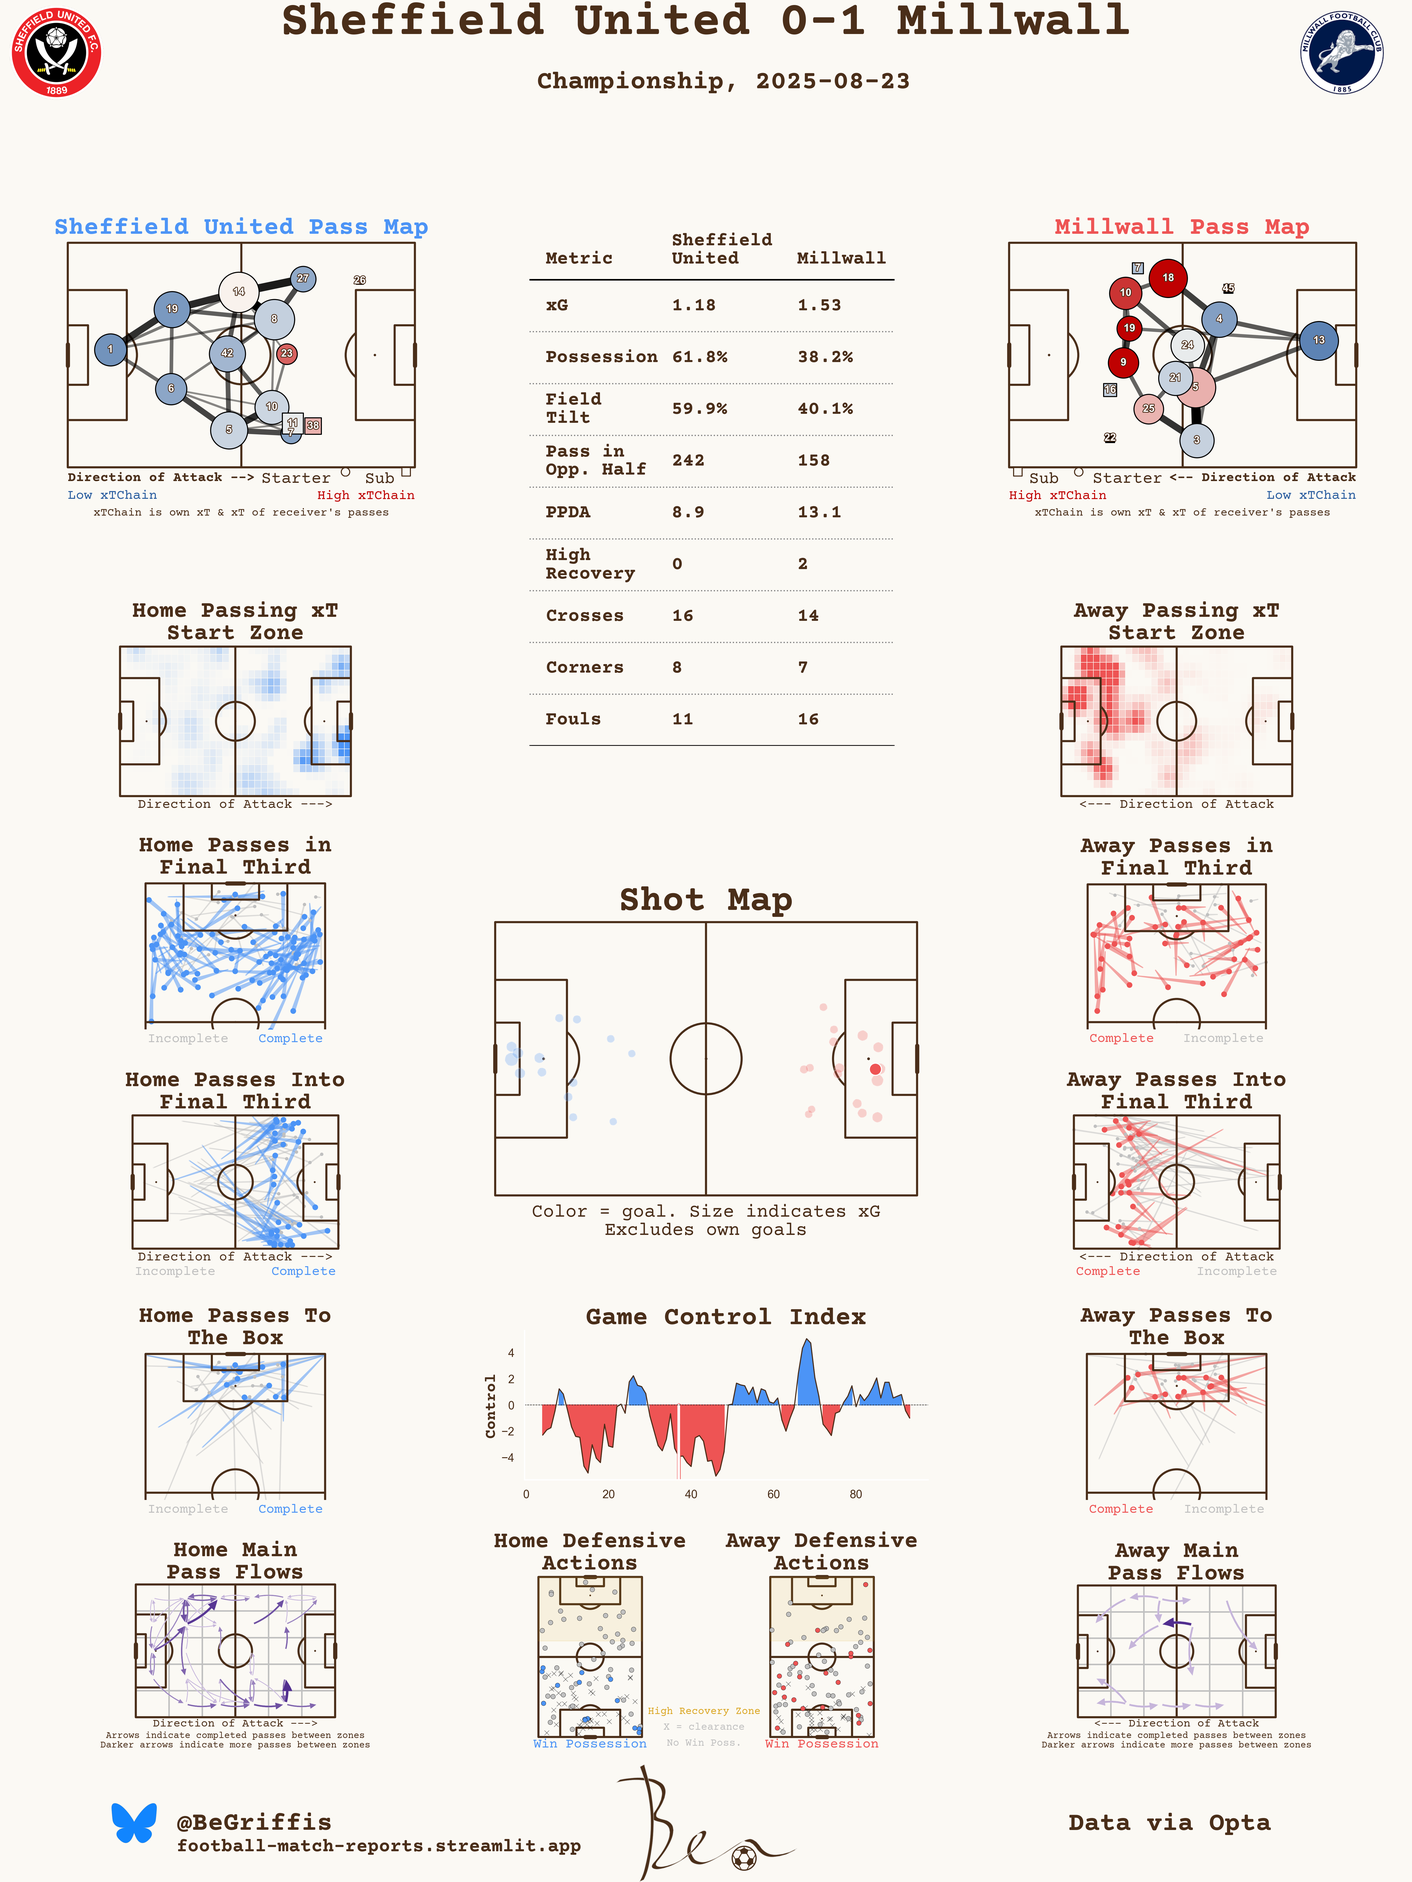 Sheffield United 0-1 Millwall
Championship, 2025-08-23
SHEFFIELD UNITED F.C.
1889
MILLWALL FOOTBALL CLUB
1885
Sheffield United Pass Map
27
26
14
19
8
1
42
23
6
10
11
38
5
7
Direction of Attack --> Starter Sub
Low xTChain High xTChain
xTChain is own xT & xT of receiver's passes
Metric Sheffield United Millwall
xG 1.18 1.53
Possession 61.8% 38.2%
Field Tilt 59.9% 40.1%
Pass in Opp. Half 242 158
PPDA 8.9 13.1
High Recovery 0 2
Crosses 16 14
Corners 8 7
Fouls 11 16
Millwall Pass Map
7
18
10
45
4
19
24
13
9
21
16
5
25
22
3
Sub Starter <-- Direction of Attack
High xTChain Low xTChain
xTChain is own xT & xT of receiver's passes
Home Passing xT
Start Zone
Direction of Attack --->
Away Passing xT
Start Zone
<--- Direction of Attack
Home Passes in
Final Third
Incomplete Complete
Away Passes in
Final Third
Complete Incomplete
Shot Map
Color = goal. Size indicates xG
Excludes own goals
Home Passes Into
Final Third
Direction of Attack --->
Incomplete Complete
Away Passes Into
Final Third
<--- Direction of Attack
Complete Incomplete
Home Passes To
The Box
Incomplete Complete
Game Control Index
Control
4
2
0
−2
−4
0 20 40 60 80
Away Passes To
The Box
Complete Incomplete
Home Main
Pass Flows
Direction of Attack --->
Arrows indicate completed passes between zones
Darker arrows indicate more passes between zones
Home Defensive
Actions
Win Possession
Away Defensive
Actions
Win Possession
High Recovery Zone
X = clearance
No Win Poss.
Away Main
Pass Flows
<--- Direction of Attack
Arrows indicate completed passes between zones
Darker arrows indicate more passes between zones
@BeGriffis
football-match-reports.streamlit.app
Ben
Data via Opta